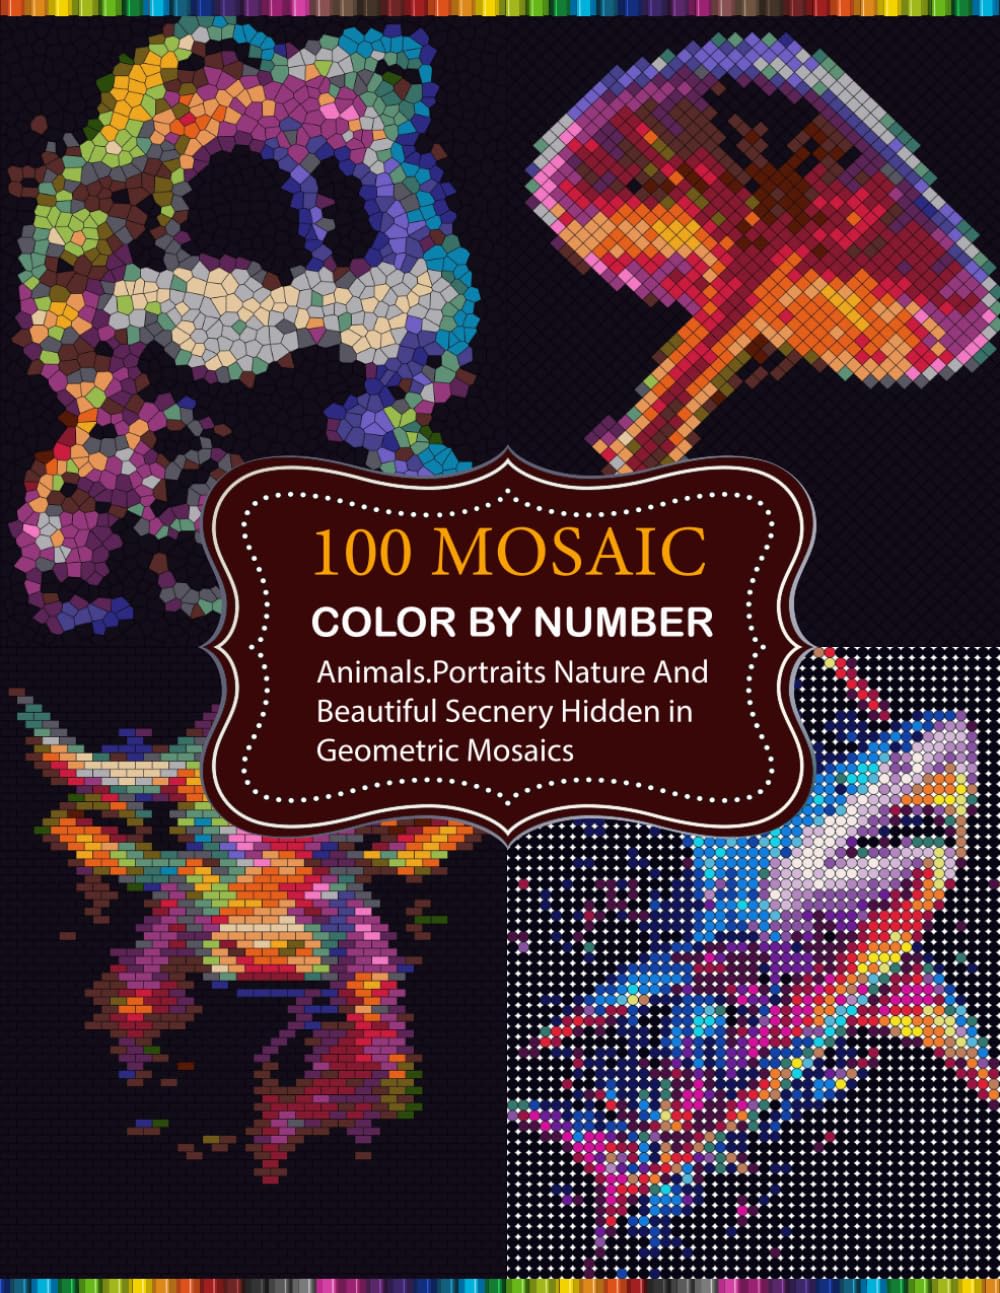 100 MOSAIC
COLOR BY NUMBER
Animals.Portraits Nature And
Beautiful Secnery Hidden in
Geometric Mosaics